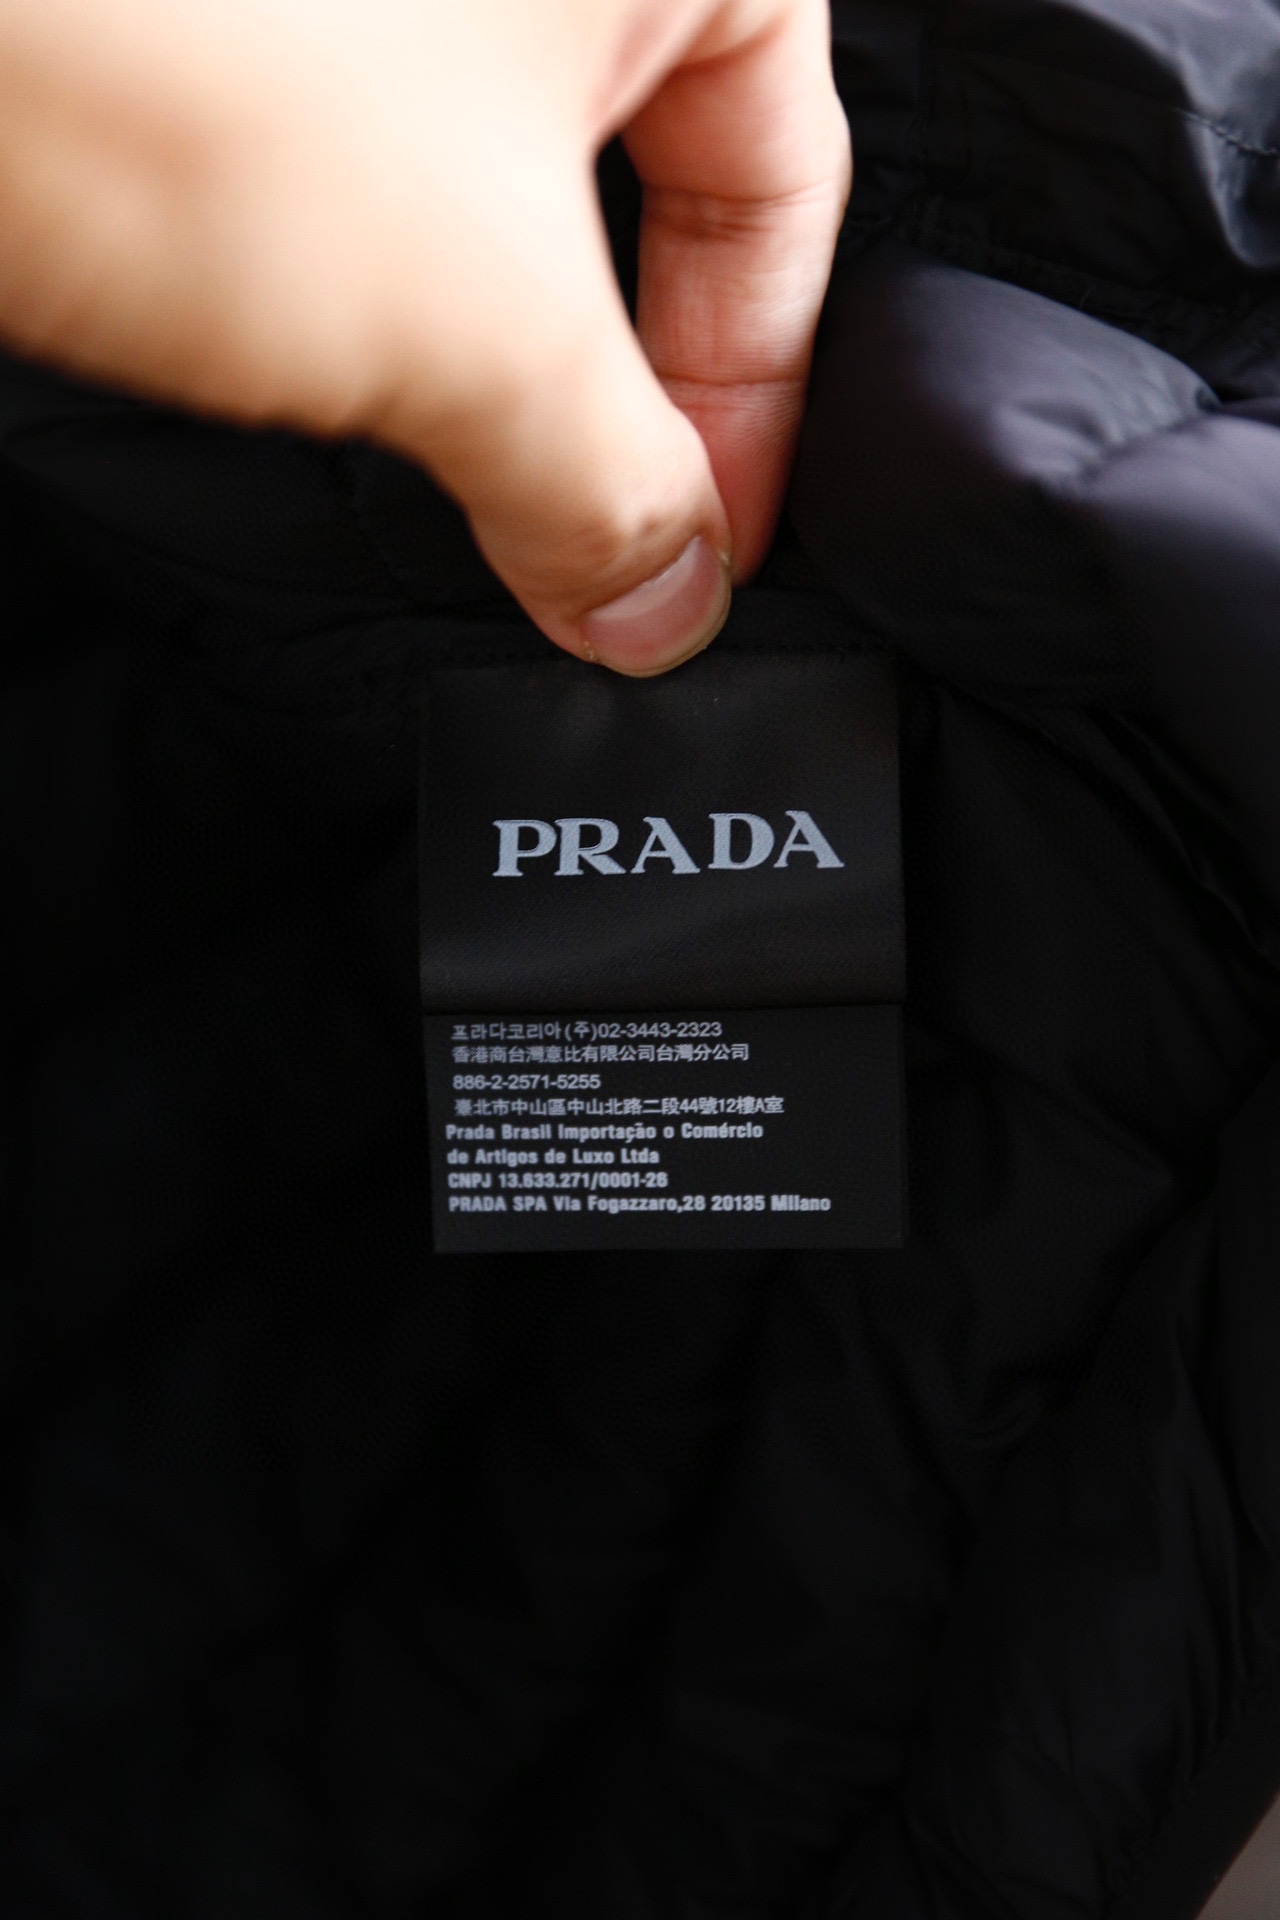 PRADA
프라다코리아(주)02-3443-2323
香港商台灣意比有限公司台灣分公司
886-2-2571-5255
臺北市中山區中山北路二段44號12樓A室
Prada Brasil Importação o Comércio
de Artigos de Luxo Ltda
CNPJ 13.633.271/0001-26
PRADA SPA Via Fogazzaro,28 20135 Milano